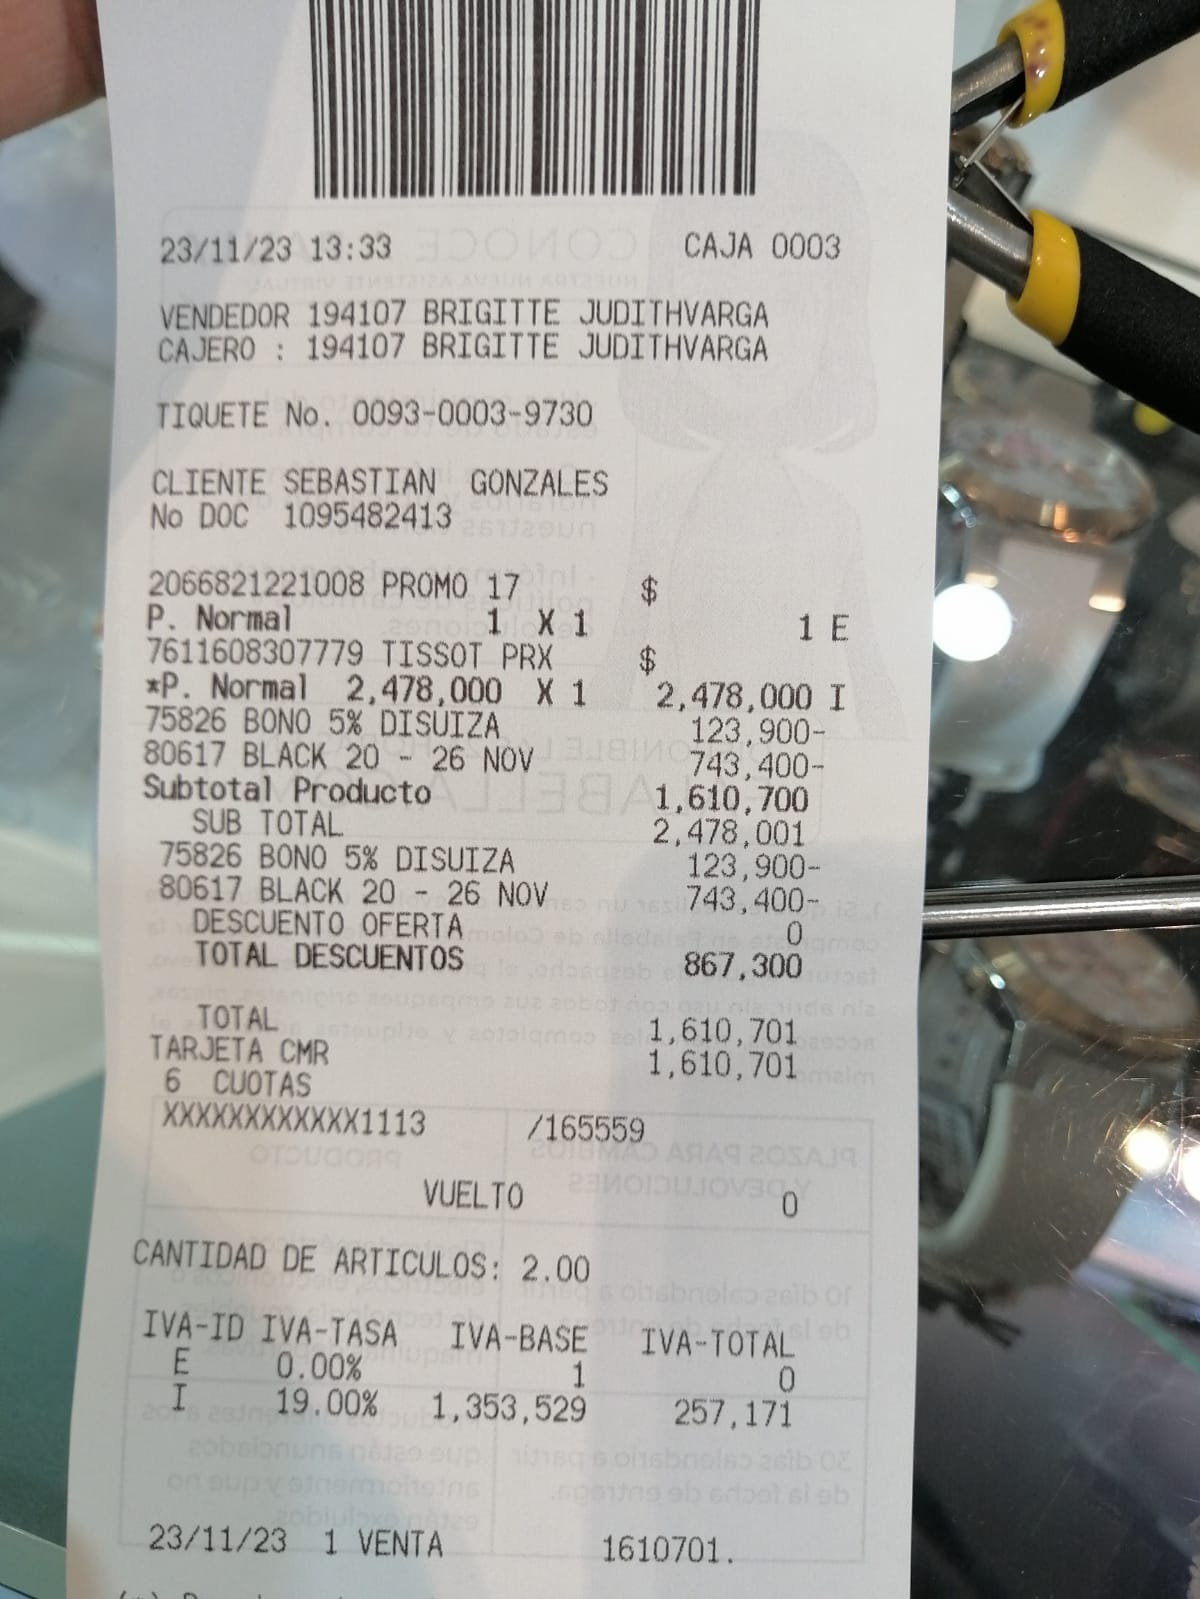 23/11/23 13:33 CAJA 0003
VENDEDOR 194107 BRIGITTE JUDITHVARGA
CAJERO : 194107 BRIGITTE JUDITHVARGA
TIQUETE No. 0093-0003-9730
CLIENTE SEBASTIAN GONZALES
No DOC 1095482413
2066821221008 PROMO 17 $
P. Normal 1 X 1 1 E
7611608307779 TISSOT PRX $
*P. Normal 2,478,000 X 1 2,478,000 I
75826 BONO 5% DISUIZA 123,900-
80617 BLACK 20 - 26 NOV 743,400-
Subtotal Producto 1,610,700
SUB TOTAL 2,478,001
75826 BONO 5% DISUIZA 123,900-
80617 BLACK 20 - 26 NOV 743,400-
DESCUENTO OFERTA 0
TOTAL DESCUENTOS 867,300
TOTAL 1,610,701
TARJETA CMR 1,610,701
6 CUOTAS
XXXXXXXXXXXX1113 /165559
VUELTO 0
CANTIDAD DE ARTICULOS: 2.00
IVA-ID IVA-TASA IVA-BASE IVA-TOTAL
E 0.00% 1 0
I 19.00% 1,353,529 257,171
23/11/23 1 VENTA 1610701.